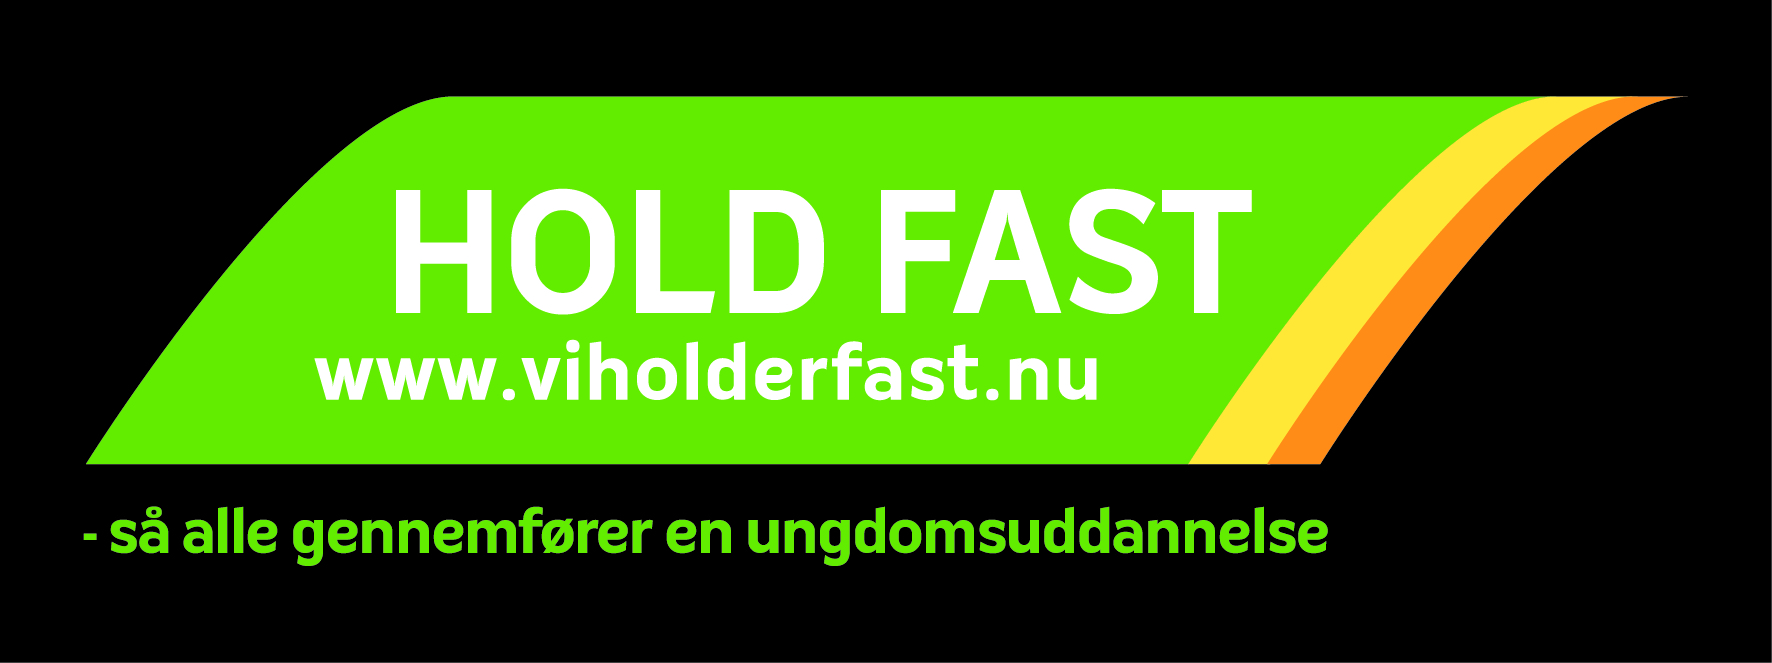 HOLD FAST
www.viholderfast.nu
- så alle gennemfører en ungdomsuddannelse